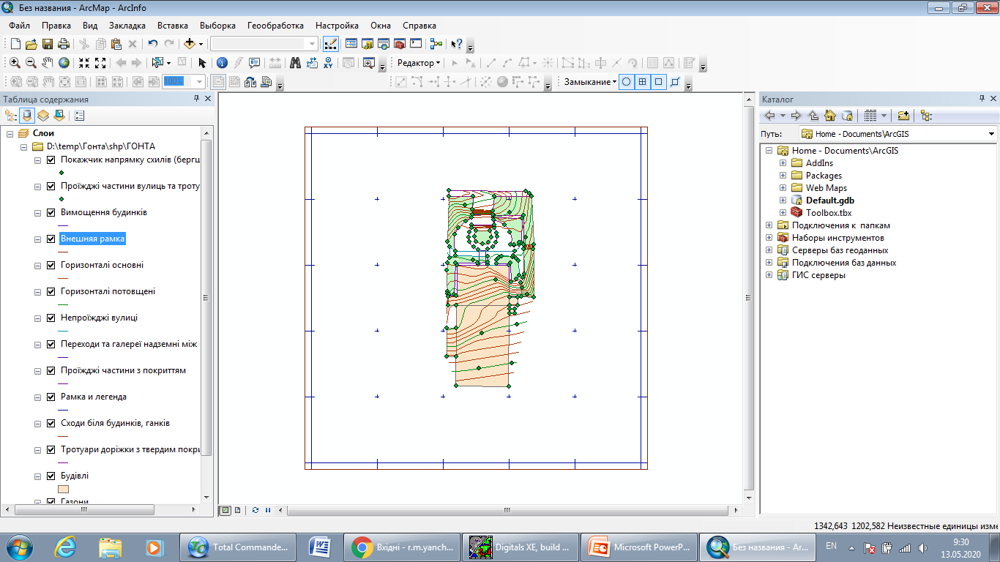 Без названия - ArcMap - ArcInfo
Файл Правка Вид Закладка Вставка Выборка Геообработка Настройка Окна Справка
Редактор
100% Замыкание
Таблица содержания
Слои
D:\temp\Гонта\shp\ГОНТА
Покажчик напрямку схилів (бергш
Проїжджі частини вулиць та троту
Вимощення будинків
Внешняя рамка
Горизонталі основні
Горизонталі потовщені
Непроїжджі вулиці
Переходи та галереї надземні між
Проїжджі частини з покриттям
Рамка и легенда
Сходи біля будинків, ганків
Тротуари доріжки з твердим покри
Будівлі
Газони
Каталог
Путь: Home - Documents\ArcGIS
Home - Documents\ArcGIS
AddIns
Packages
Web Maps
Default.gdb
Toolbox.tbx
Подключения к папкам
Наборы инструментов
Серверы баз геоданных
Подключения баз данных
ГИС серверы
1342,643 1202,582 Неизвестные единицы изме
Total Commande...
Вхідні - r.m.yanch...
Digitals XE, build ...
Microsoft PowerP...
Без названия - Ar...
EN
9:30
13.05.2020